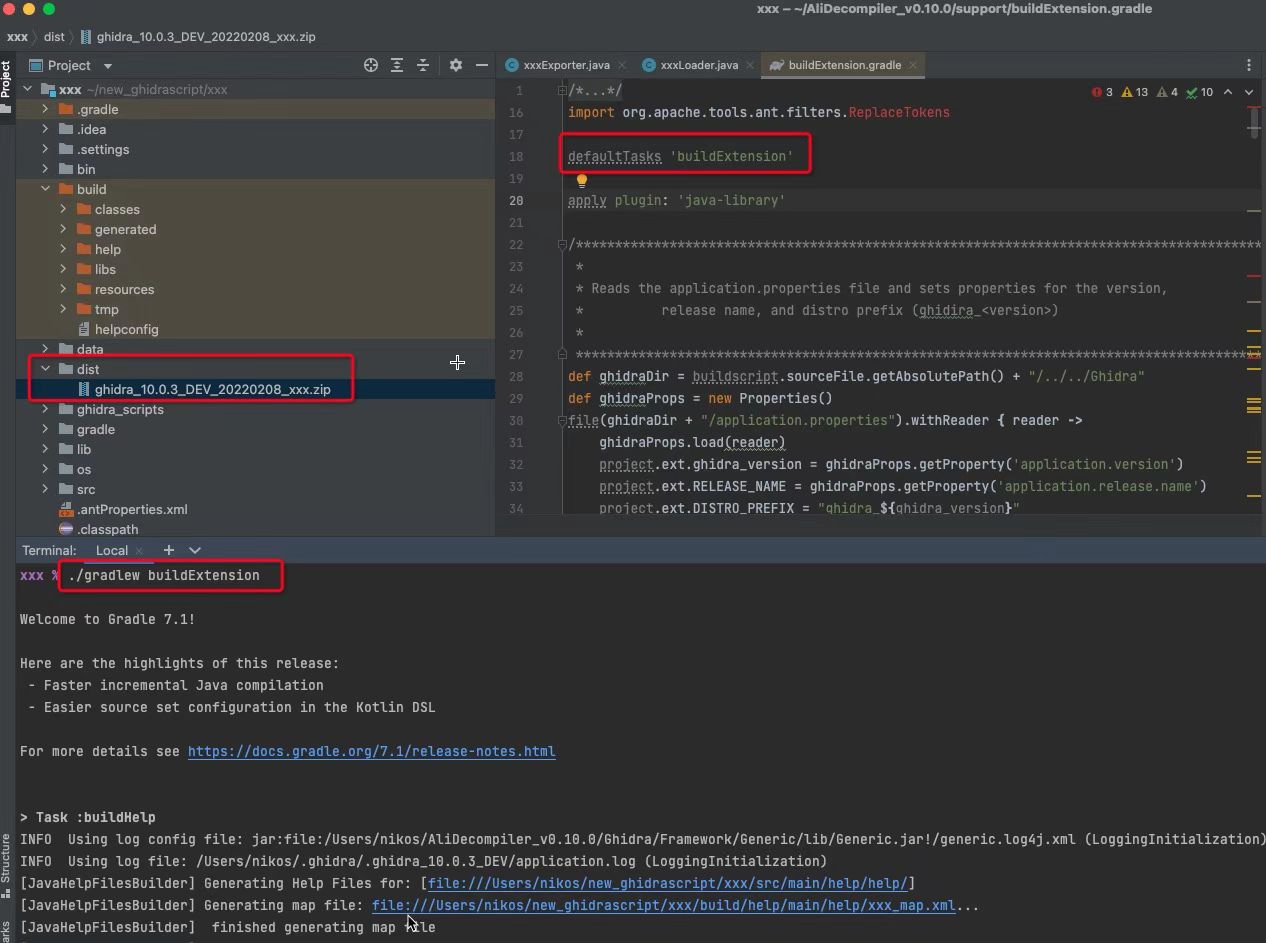 xxx – ~/AliDecompiler_v0.10.0/support/buildExtension.gradle
xxx dist ghidra_10.0.3_DEV_20220208_xxx.zip
Project
Project
xxx ~/new_ghidrascript/xxx
.gradle
.idea
.settings
bin
build
classes
generated
help
libs
resources
tmp
helpconfig
data
dist
ghidra_10.0.3_DEV_20220208_xxx.zip
ghidra_scripts
gradle
lib
os
src
.antProperties.xml
.classpath
xxxExporter.java xxxLoader.java buildExtension.gradle
3 13 4 10
1 /*...*/
16 import org.apache.tools.ant.filters.ReplaceTokens
17
18 defaultTasks 'buildExtension'
19
20 apply plugin: 'java-library'
21
22 /****************************************************************************************
23 *
24 * Reads the application.properties file and sets properties for the version,
25 * release name, and distro prefix (ghidira_<version>)
26 *
27 ****************************************************************************************
28 def ghidraDir = buildscript.sourceFile.getAbsolutePath() + "/../../Ghidra"
29 def ghidraProps = new Properties()
30 file(ghidraDir + "/application.properties").withReader { reader ->
31 ghidraProps.load(reader)
32 project.ext.ghidra_version = ghidraProps.getProperty('application.version')
33 project.ext.RELEASE_NAME = ghidraProps.getProperty('application.release.name')
34 project.ext.DISTRO_PREFIX = "ghidra_${ghidra_version}"
Terminal: Local
xxx % ./gradlew buildExtension
Welcome to Gradle 7.1!
Here are the highlights of this release:
- Faster incremental Java compilation
- Easier source set configuration in the Kotlin DSL
For more details see https://docs.gradle.org/7.1/release-notes.html
> Task :buildHelp
INFO Using log config file: jar:file:/Users/nikos/AliDecompiler_v0.10.0/Ghidra/Framework/Generic/lib/Generic.jar!/generic.log4j.xml (LoggingInitialization)
INFO Using log file: /Users/nikos/.ghidra/.ghidra_10.0.3_DEV/application.log (LoggingInitialization)
[JavaHelpFilesBuilder] Generating Help Files for: [file:///Users/nikos/new_ghidrascript/xxx/src/main/help/help/]
[JavaHelpFilesBuilder] Generating map file: file:///Users/nikos/new_ghidrascript/xxx/build/help/main/help/xxx_map.xml...
[JavaHelpFilesBuilder] finished generating map file
Structure